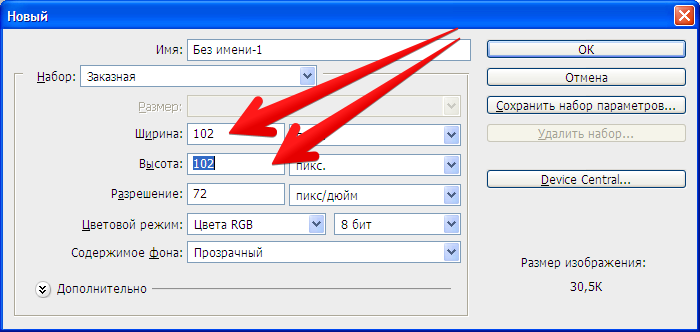 Новый
Имя: Без имени-1
Набор: Заказная
Размер:
Ширина: 102
Высота: 102 пикс.
Разрешение: 72 пикс/дюйм
Цветовой режим: Цвета RGB 8 бит
Содержимое фона: Прозрачный
Дополнительно
OK
Отмена
Сохранить набор параметров...
Удалить набор...
Device Central...
Размер изображения:
30,5K